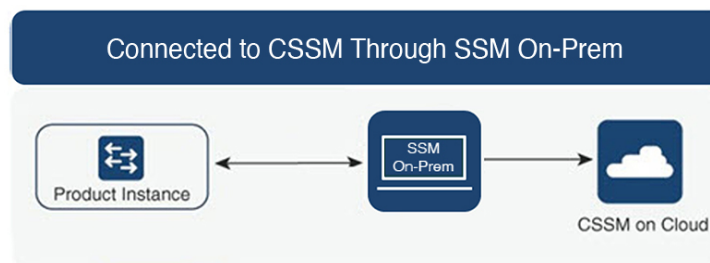 Connected to CSSM Through SSM On-Prem
SSM
On-Prem
Product Instance
CSSM on Cloud